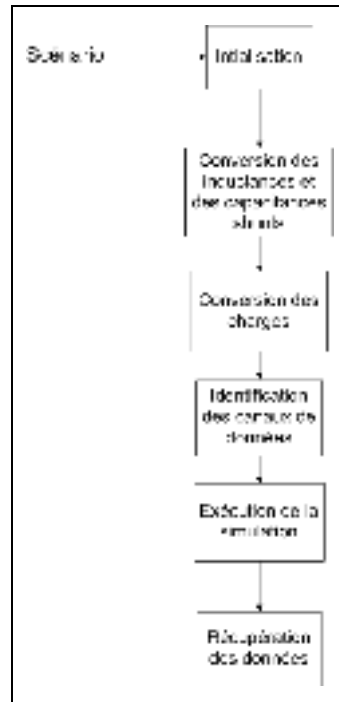 Scénario
Initialisation
Conversion des
inductances et
des capacitances
shunts
Conversion des
charges
Identification
des canaux de
données
Exécution de la
simulation
Récupération
des données